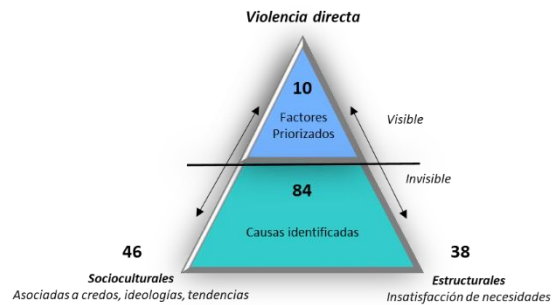 Violencia directa
10
Factores
Priorizados
Visible
Invisible
84
Causas identificadas
46
Socioculturales
Asociadas a credos, ideologías, tendencias
38
Estructurales
Insatisfacción de necesidades